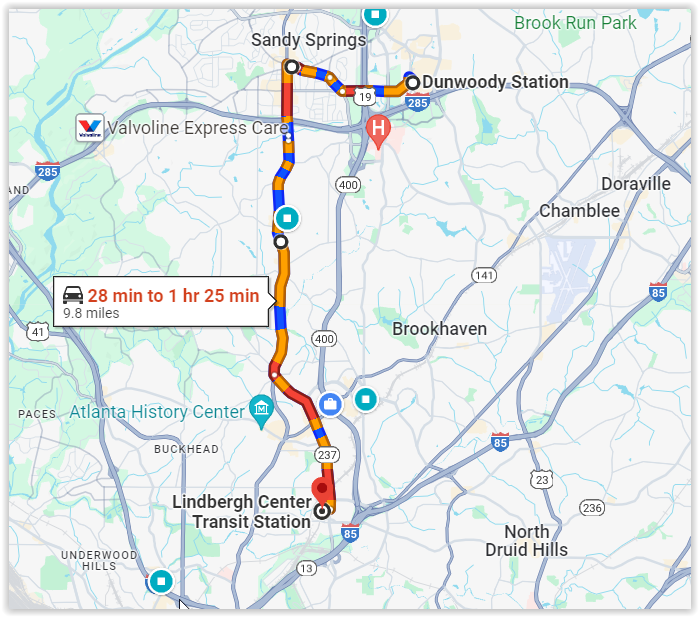 Brook Run Park
Sandy Springs
Dunwoody Station
19
285
Valvoline
Valvoline Express Care
H
285
400
AND
Doraville
Chamblee
141
28 min to 1 hr 25 min
9.8 miles
85
41
400
Brookhaven
PACES
Atlanta History Center
BUCKHEAD
85
237
23
Lindbergh Center
Transit Station
236
85
North
Druid Hills
UNDERWOOD
HILLS
13